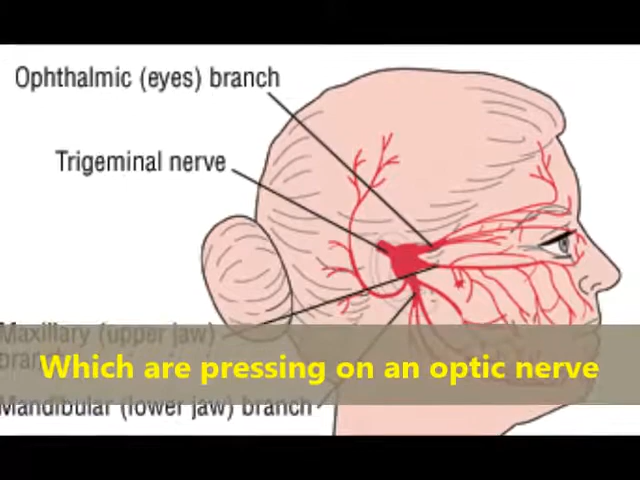 Ophthalmic (eyes) branch
Trigeminal nerve
Maxillary (upper jaw)
Which are pressing on an optic nerve
Mandibular (lower jaw) branch